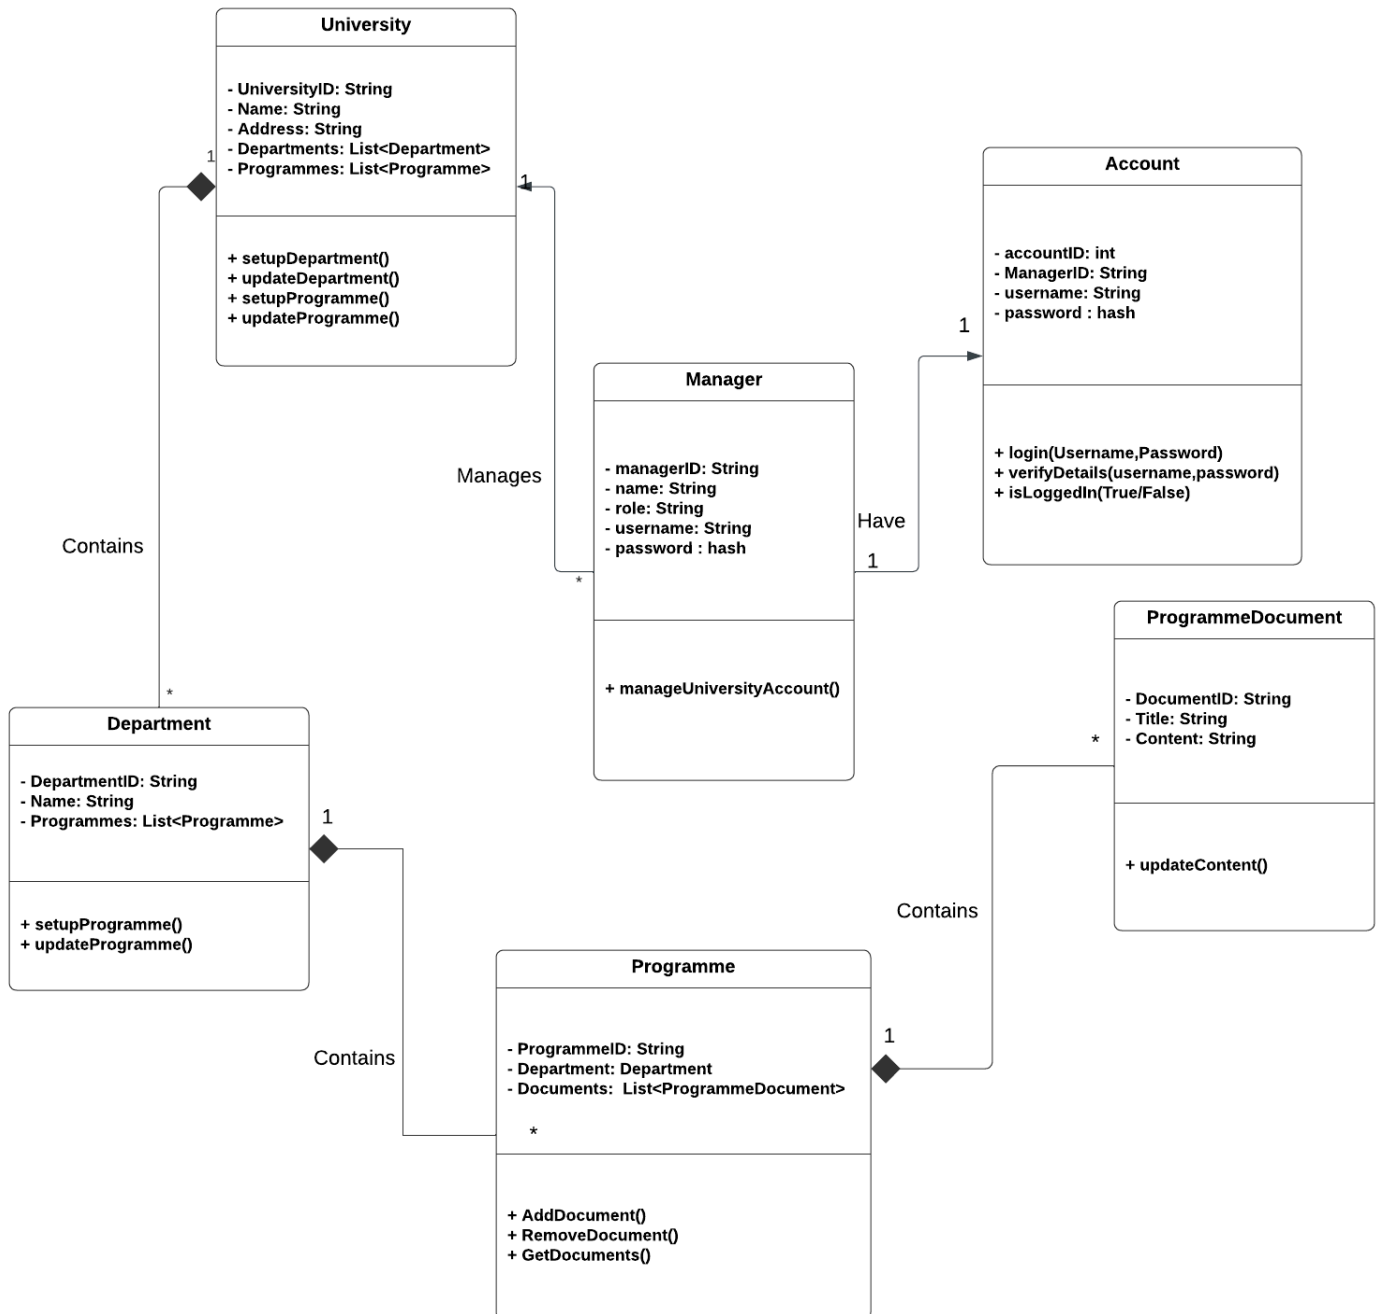 University
- UniversityID: String
- Name: String
- Address: String
- Departments: List<Department>
- Programmes: List<Programme>
+ setupDepartment()
+ updateDepartment()
+ setupProgramme()
+ updateProgramme()
1
1
Account
- accountID: int
- ManagerID: String
- username: String
- password : hash
+ login(Username,Password)
+ verifyDetails(username,password)
+ isLoggedIn(True/False)
1
Manager
- managerID: String
- name: String
- role: String
- username: String
- password : hash
+ manageUniversityAccount()
Manages
*
Have
1
Contains
*
ProgrammeDocument
- DocumentID: String
- Title: String
- Content: String
+ updateContent()
*
Department
- DepartmentID: String
- Name: String
- Programmes: List<Programme>
+ setupProgramme()
+ updateProgramme()
1
Contains
Contains
Programme
- ProgrammeID: String
- Department: Department
- Documents:  List<ProgrammeDocument>
*
+ AddDocument()
+ RemoveDocument()
+ GetDocuments()
1